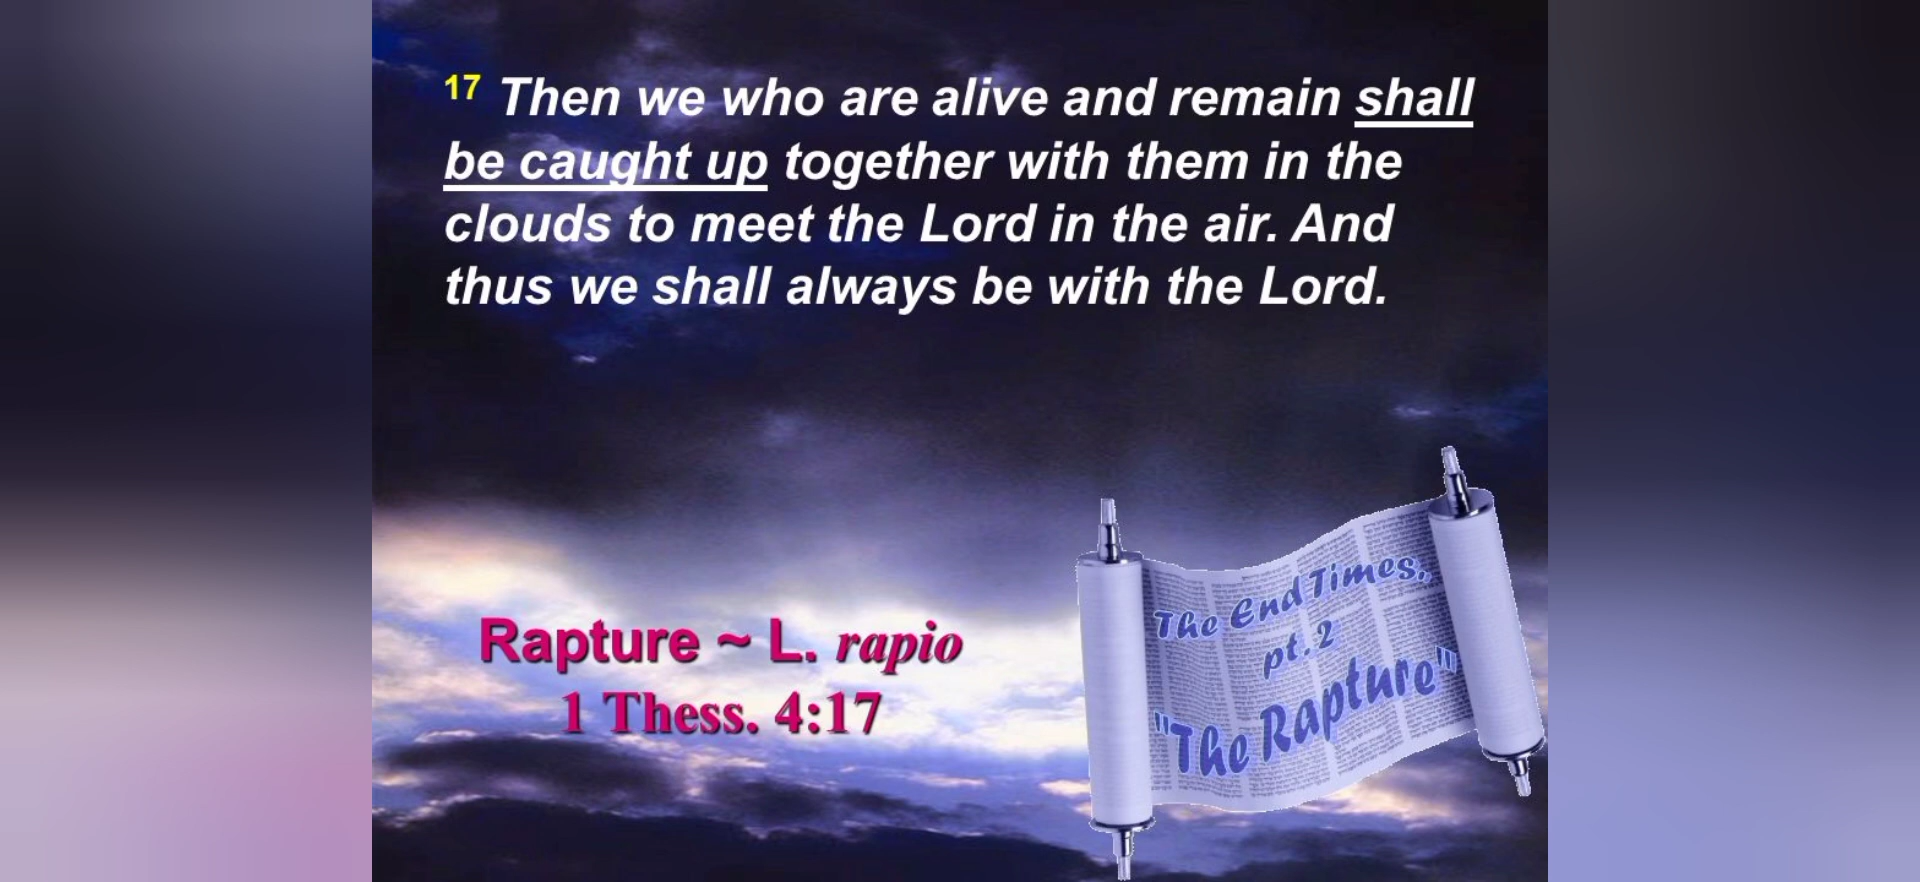 17 Then we who are alive and remain shall
be caught up together with them in the
clouds to meet the Lord in the air. And
thus we shall always be with the Lord.
Rapture ~ L. rapio
1 Thess. 4:17
The End Times,
pt. 2
"The Rapture"